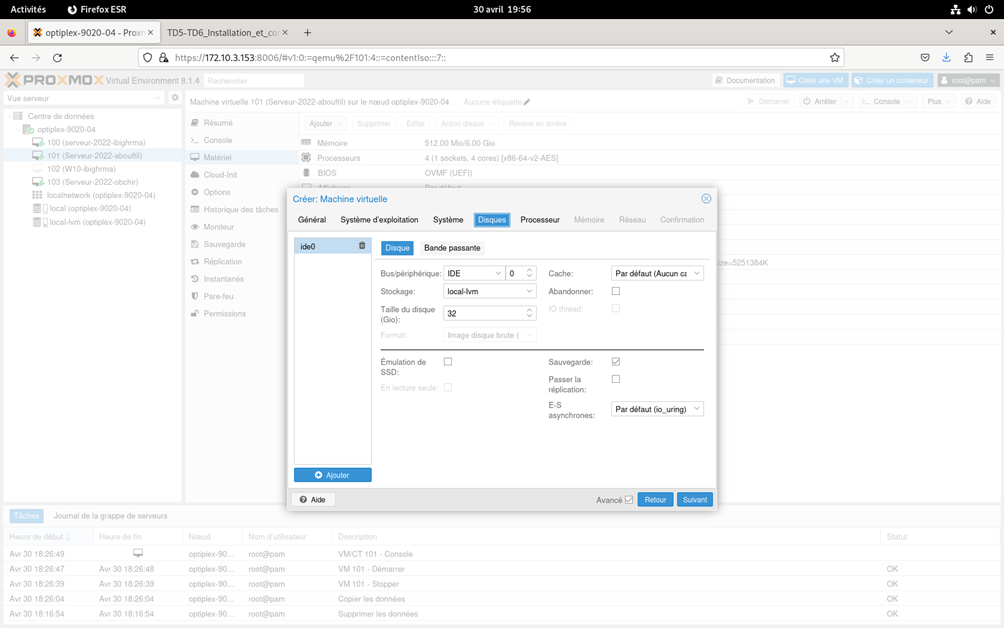 Activités Firefox ESR 30 avril 19:56
optiplex-9020-04 - Proxm × TD5-TD6_Installation_et_co × +
https://172.10.3.153:8006/#v1:0:=qemu%2F101:4::=contentIso:::7::
PROXMOX Virtual Environment 8.1.4 Rechercher Documentation Créer une VM Créer un conteneur root@pam
Vue serveur
Centre de données
optiplex-9020-04
100 (serveur-2022-ibighrma)
101 (Serveur-2022-abouftil)
102 (W10-ibighrma)
103 (Serveur-2022-obchir)
localnetwork (optiplex-9020-04)
local (optiplex-9020-04)
local-lvm (optiplex-9020-04)
Machine virtuelle 101 (Serveur-2022-abouftil) sur le nœud optiplex-9020-04 Aucune étiquette Démarrer Arrêter Console Plus Aide
Résumé
Console
Matériel
Cloud-Init
Options
Historique des tâches
Moniteur
Sauvegarde
Réplication
Instantanés
Pare-feu
Permissions
Ajouter Supprimer Éditer Action disque Revenir en arrière
Mémoire 512.00 Mio/6.00 Gio
Processeurs 4 (1 sockets, 4 cores) [x86-64-v2-AES]
BIOS OVMF (UEFI)
size=5251384K
Créer: Machine virtuelle
Général Système d'exploitation Système Disques Processeur Mémoire Réseau Confirmation
ide0
Disque Bande passante
Bus/périphérique: IDE 0 Cache: Par défaut (Aucun ca
Stockage: local-lvm Abandonner:
Taille du disque (Gio): 32 IO thread:
Format: Image disque brute (
Émulation de SSD: Sauvegarde:
En lecture seule: Passer la réplication:
E-S asynchrones: Par défaut (io_uring)
Ajouter
Aide Avancé Retour Suivant
Tâches Journal de la grappe de serveurs
Heure de début ↓ Heure de fin Nœud Nom d'utilisateur Description Statut
Avr 30 18:26:49 optiplex-90... root@pam VM/CT 101 - Console
Avr 30 18:26:47 Avr 30 18:26:48 optiplex-90... root@pam VM 101 - Démarrer OK
Avr 30 18:26:39 Avr 30 18:26:39 optiplex-90... root@pam VM 101 - Stopper OK
Avr 30 18:26:04 Avr 30 18:26:04 optiplex-90... root@pam Copier les données OK
Avr 30 18:16:54 Avr 30 18:16:54 optiplex-90... root@pam Supprimer les données OK